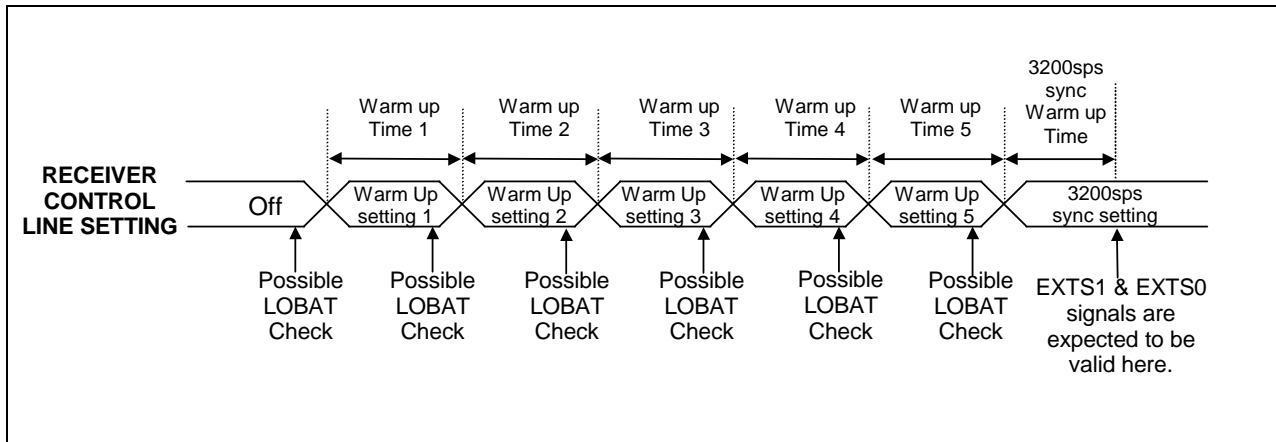 3200sps
sync
Warm up
Time
Warm up
Time 1
Warm up
Time 2
Warm up
Time 3
Warm up
Time 4
Warm up
Time 5
RECEIVER
CONTROL
LINE SETTING
Off
Warm Up
setting 1
Warm Up
setting 2
Warm Up
setting 3
Warm Up
setting 4
Warm Up
setting 5
3200sps
sync setting
Possible
LOBAT
Check
Possible
LOBAT
Check
Possible
LOBAT
Check
Possible
LOBAT
Check
Possible
LOBAT
Check
Possible
LOBAT
Check
EXTS1 & EXTS0
signals are
expected to be
valid here.